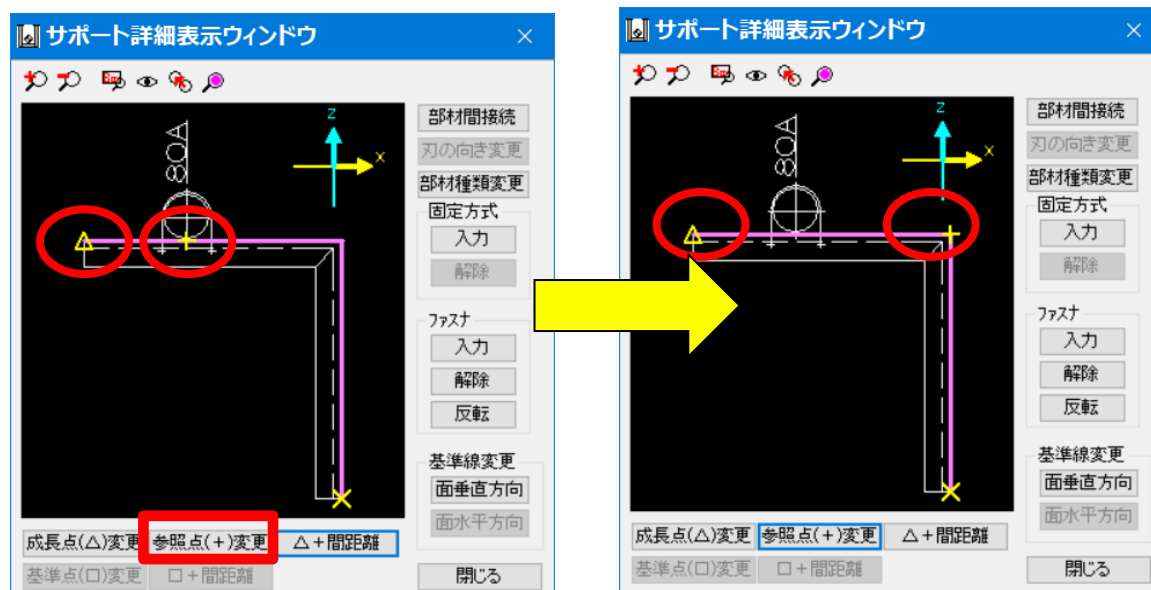 サポート詳細表示ウィンドウ
Z
X
80A
部材間接続
刃の向き変更
部材種類変更
固定方式
入力
解除
ファスナ
入力
解除
反転
基準線変更
面垂直方向
面水平方向
成長点(△)変更 参照点(+)変更 △+間距離
基準点(□)変更 □+間距離 閉じる
サポート詳細表示ウィンドウ
Z
X
80A
部材間接続
刃の向き変更
部材種類変更
固定方式
入力
解除
ファスナ
入力
解除
反転
基準線変更
面垂直方向
面水平方向
成長点(△)変更 参照点(+)変更 △+間距離
基準点(□)変更 □+間距離 閉じる